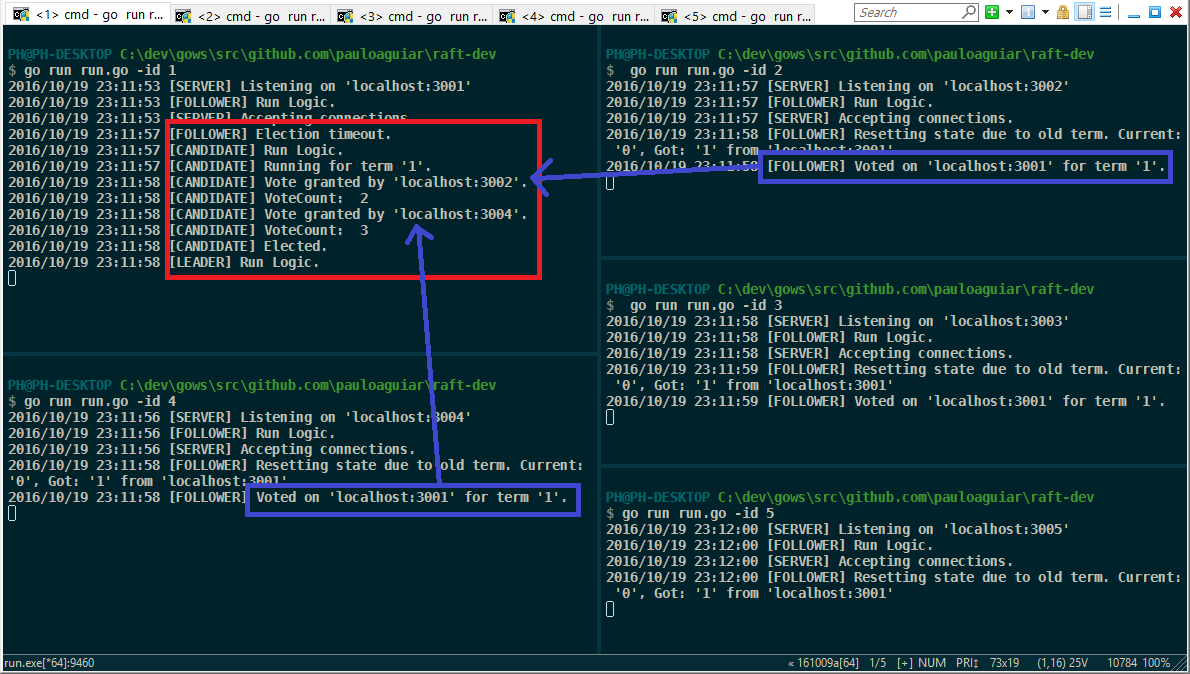 <1> cmd - go run r...
<2> cmd - go run r...
<3> cmd - go run r...
<4> cmd - go run r...
<5> cmd - go run r...
Search
PH@PH-DESKTOP C:\dev\gows\src\github.com\pauloaguiar\raft-dev
$ go run run.go -id 1
2016/10/19 23:11:53 [SERVER] Listening on 'localhost:3001'
2016/10/19 23:11:53 [FOLLOWER] Run Logic.
2016/10/19 23:11:53 [SERVER] Accepting connections.
2016/10/19 23:11:57 [FOLLOWER] Election timeout.
2016/10/19 23:11:57 [CANDIDATE] Run Logic.
2016/10/19 23:11:57 [CANDIDATE] Running for term '1'.
2016/10/19 23:11:58 [CANDIDATE] Vote granted by 'localhost:3002'.
2016/10/19 23:11:58 [CANDIDATE] VoteCount:  2
2016/10/19 23:11:58 [CANDIDATE] Vote granted by 'localhost:3004'.
2016/10/19 23:11:58 [CANDIDATE] VoteCount:  3
2016/10/19 23:11:58 [CANDIDATE] Elected.
2016/10/19 23:11:58 [LEADER] Run Logic.
PH@PH-DESKTOP C:\dev\gows\src\github.com\pauloaguiar\raft-dev
$  go run run.go -id 2
2016/10/19 23:11:57 [SERVER] Listening on 'localhost:3002'
2016/10/19 23:11:57 [FOLLOWER] Run Logic.
2016/10/19 23:11:57 [SERVER] Accepting connections.
2016/10/19 23:11:58 [FOLLOWER] Resetting state due to old term. Current:
'0', Got: '1' from 'localhost:3001'
2016/10/19 23:11:58 [FOLLOWER] Voted on 'localhost:3001' for term '1'.
PH@PH-DESKTOP C:\dev\gows\src\github.com\pauloaguiar\raft-dev
$  go run run.go -id 3
2016/10/19 23:11:58 [SERVER] Listening on 'localhost:3003'
2016/10/19 23:11:58 [FOLLOWER] Run Logic.
2016/10/19 23:11:58 [SERVER] Accepting connections.
2016/10/19 23:11:59 [FOLLOWER] Resetting state due to old term. Current:
'0', Got: '1' from 'localhost:3001'
2016/10/19 23:11:59 [FOLLOWER] Voted on 'localhost:3001' for term '1'.
PH@PH-DESKTOP C:\dev\gows\src\github.com\pauloaguiar\raft-dev
$ go run run.go -id 4
2016/10/19 23:11:56 [SERVER] Listening on 'localhost:3004'
2016/10/19 23:11:56 [FOLLOWER] Run Logic.
2016/10/19 23:11:56 [SERVER] Accepting connections.
2016/10/19 23:11:58 [FOLLOWER] Resetting state due to old term. Current:
'0', Got: '1' from 'localhost:3001'
2016/10/19 23:11:58 [FOLLOWER] Voted on 'localhost:3001' for term '1'.
PH@PH-DESKTOP C:\dev\gows\src\github.com\pauloaguiar\raft-dev
$ go run run.go -id 5
2016/10/19 23:12:00 [SERVER] Listening on 'localhost:3005'
2016/10/19 23:12:00 [FOLLOWER] Run Logic.
2016/10/19 23:12:00 [SERVER] Accepting connections.
2016/10/19 23:12:00 [FOLLOWER] Resetting state due to old term. Current:
'0', Got: '1' from 'localhost:3001'
run.exe[*64]:9460
« 161009a[64] 1/5 [+] NUM PRI↕ 73x19 (1,16) 25V 10784 100%